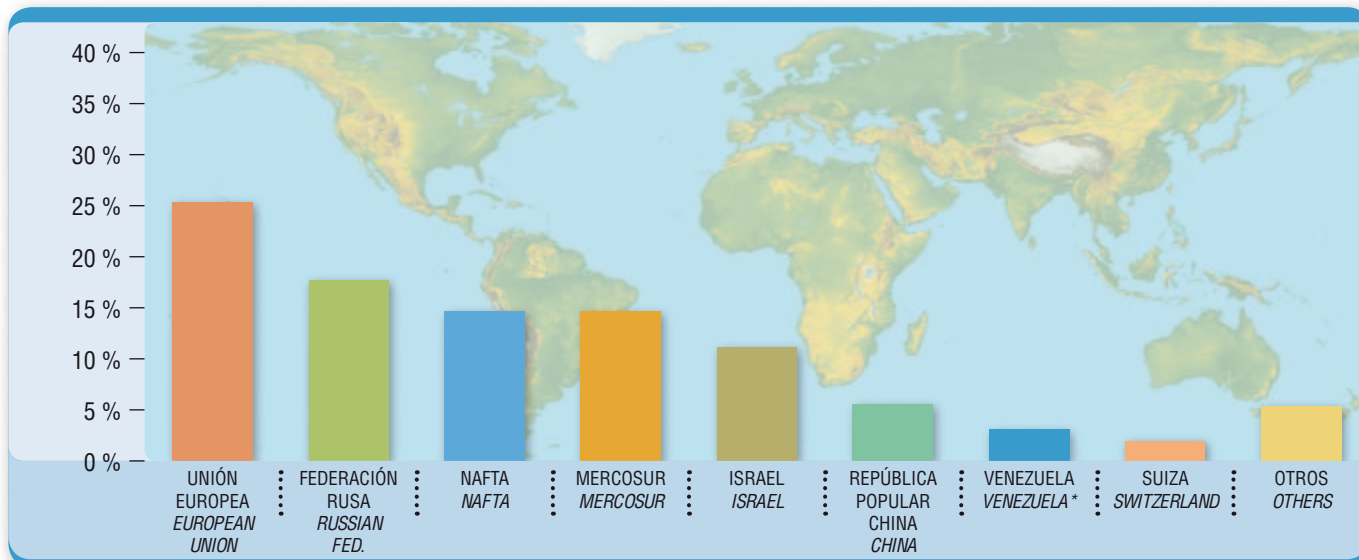 40 %
35 %
30 %
25 %
20 %
15 %
10 %
5 %
0 %
UNIÓN
EUROPEA
EUROPEAN
UNION
FEDERACIÓN
RUSA
RUSSIAN
FED.
NAFTA
NAFTA
MERCOSUR
MERCOSUR
ISRAEL
ISRAEL
REPÚBLICA
POPULAR
CHINA
CHINA
VENEZUELA
VENEZUELA*
SUIZA
SWITZERLAND
OTROS
OTHERS